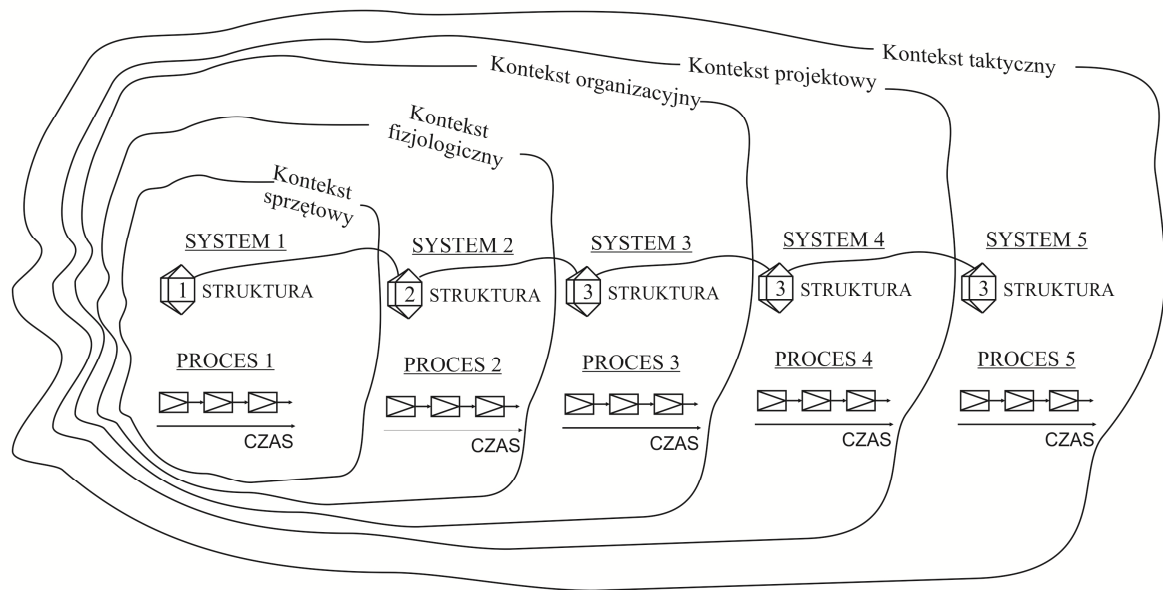 Kontekst taktyczny
Kontekst projektowy
Kontekst organizacyjny
Kontekst
fizjologiczny
Kontekst
sprzętowy
SYSTEM 1
1 STRUKTURA
PROCES 1
CZAS
SYSTEM 2
2 STRUKTURA
PROCES 2
CZAS
SYSTEM 3
3 STRUKTURA
PROCES 3
CZAS
SYSTEM 4
3 STRUKTURA
PROCES 4
CZAS
SYSTEM 5
3 STRUKTURA
PROCES 5
CZAS